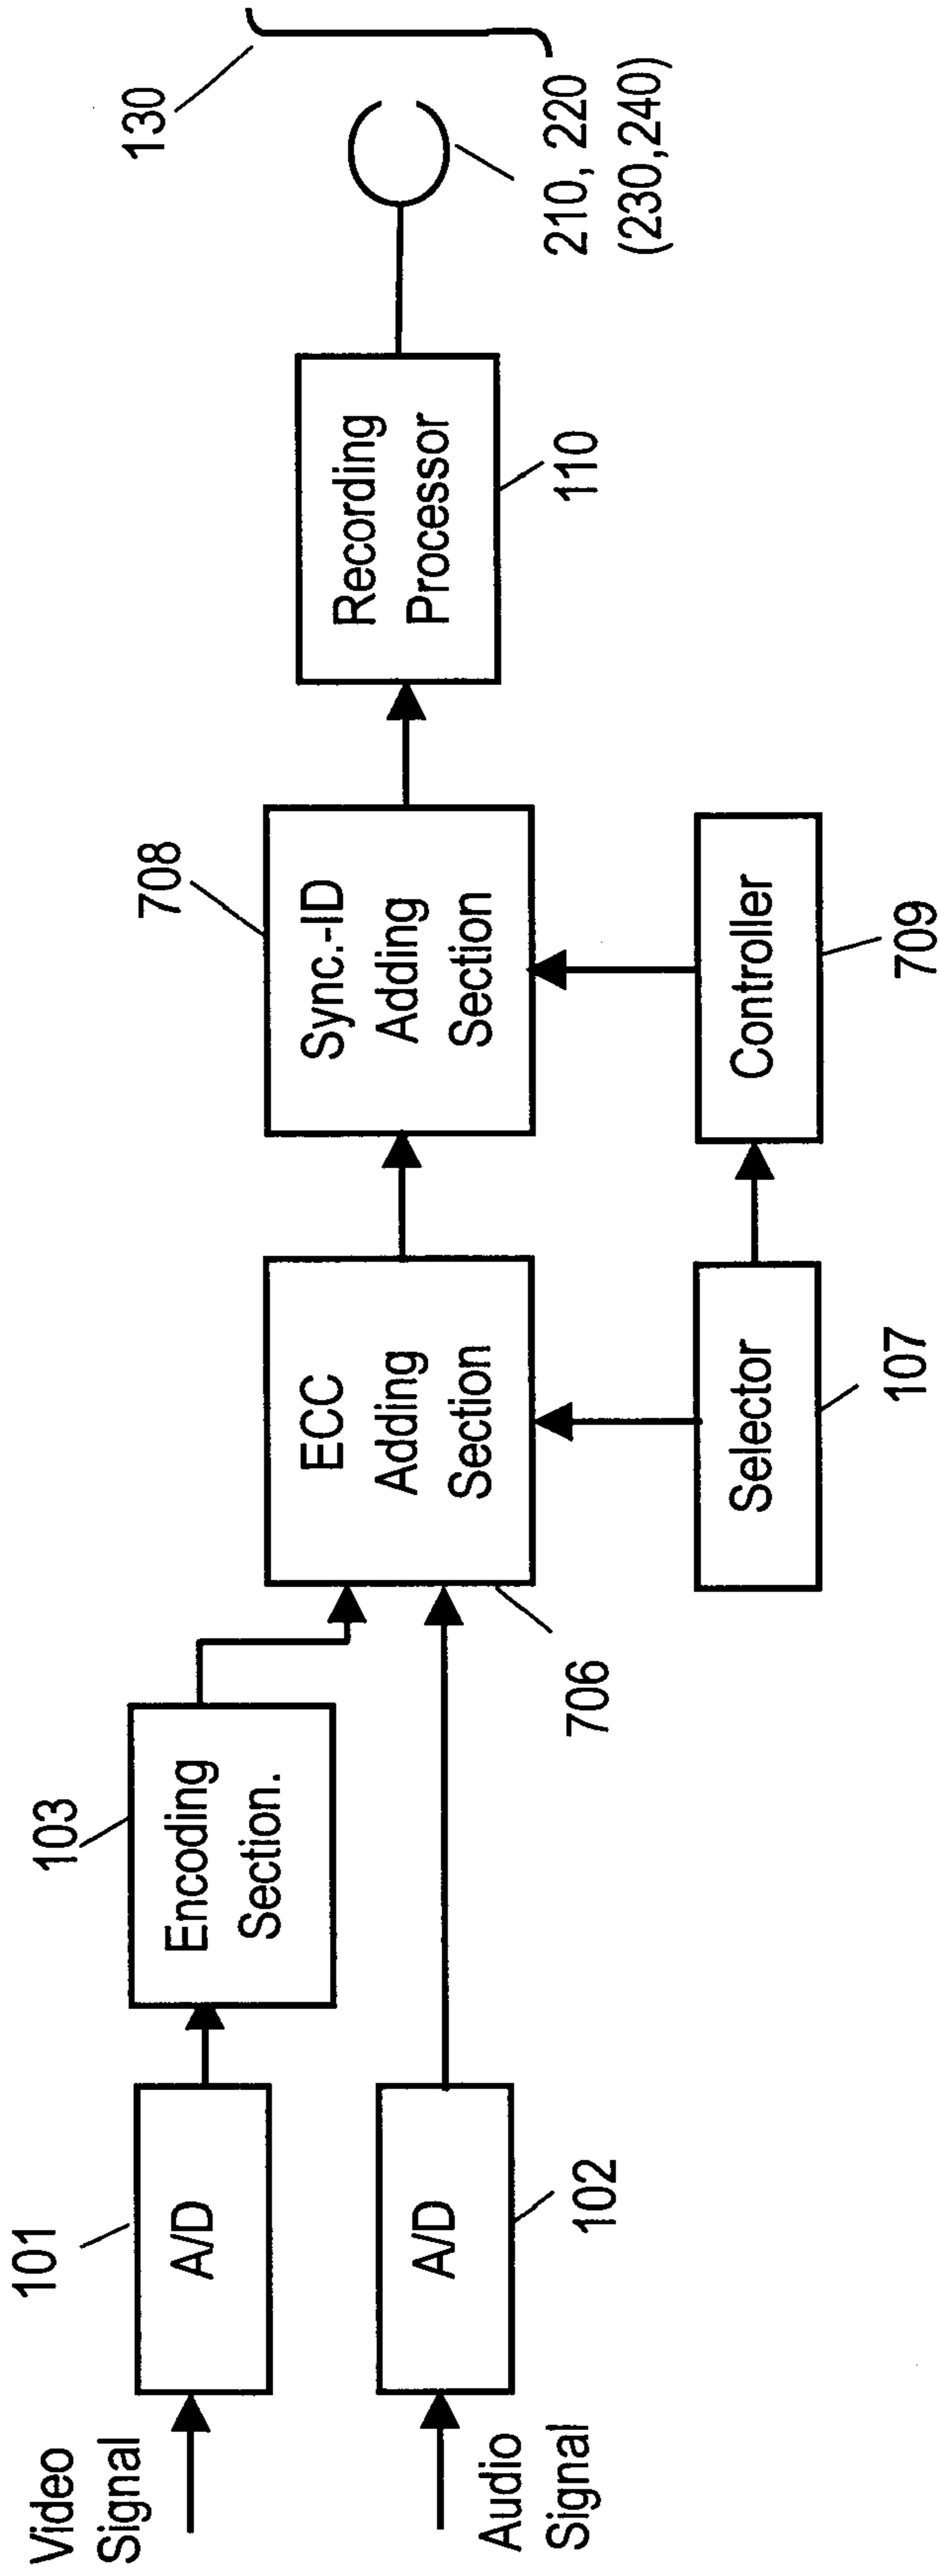 Video
Signal
101
A/D
103
Encoding
Section.
Audio
Signal
A/D
102
ECC
Adding
Section
706
708
Sync.-ID
Adding
Section
Selector
107
Controller
709
Recording
Processor
110
130
210, 220
(230,240)